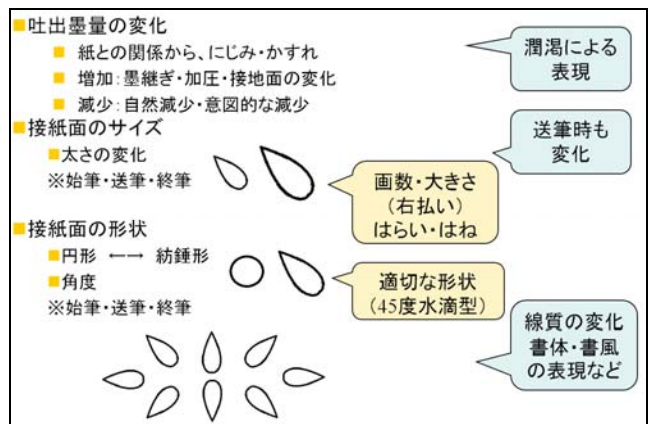 ■吐出墨量の変化
■ 紙との関係から、にじみ・かすれ
■ 増加：墨継ぎ・加圧・接地面の変化
■ 減少：自然減少・意図的な減少
潤渇による
表現
■接紙面のサイズ
■太さの変化
※始筆・送筆・終筆
送筆時も
変化
画数・大きさ
（右払い）
はらい・はね
■接紙面の形状
■円形 ←→ 紡錘形
■角度
※始筆・送筆・終筆
適切な形状
（45度水滴型）
線質の変化
書体・書風
の表現など